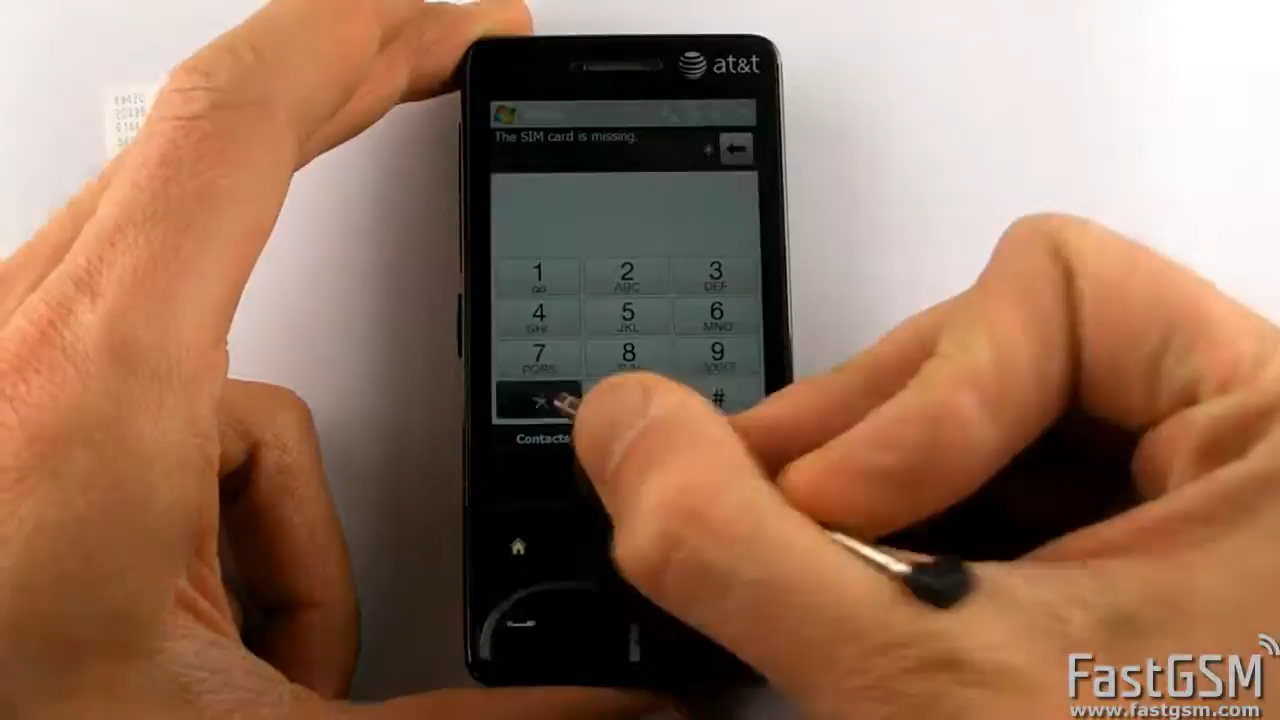 at&t
The SIM card is missing.
1 2 3
ABC DEF
4 5 6
GHI JKL MNO
7 8 9
PQRS
* #
Contacts
FastGSM
www.fastgsm.com